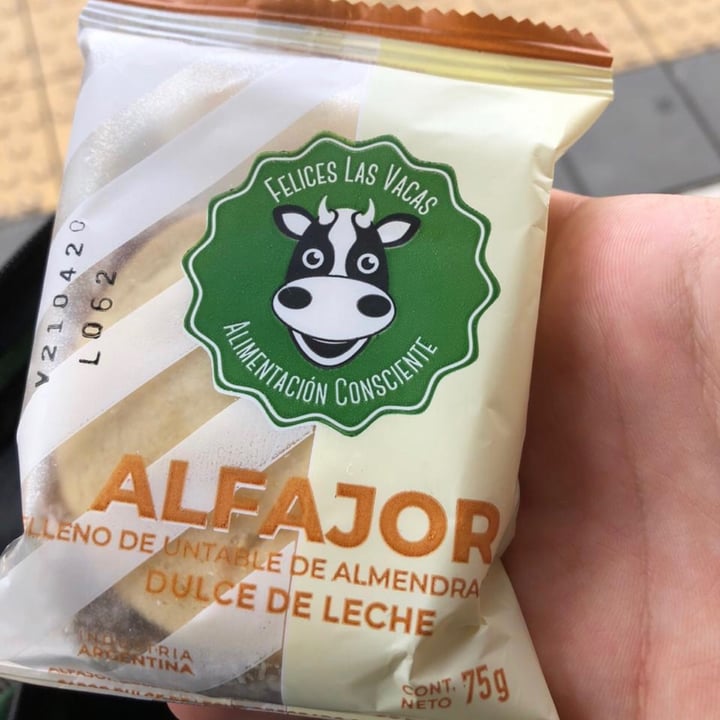 FELICES LAS VACAS
ALIMENTACIÓN CONSCIENTE
V210420
L062
ALFAJOR
LLENO DE UNTABLE DE ALMENDRA
DULCE DE LECHE
INDUSTRIA
ARGENTINA
CONT.
NETO 75g